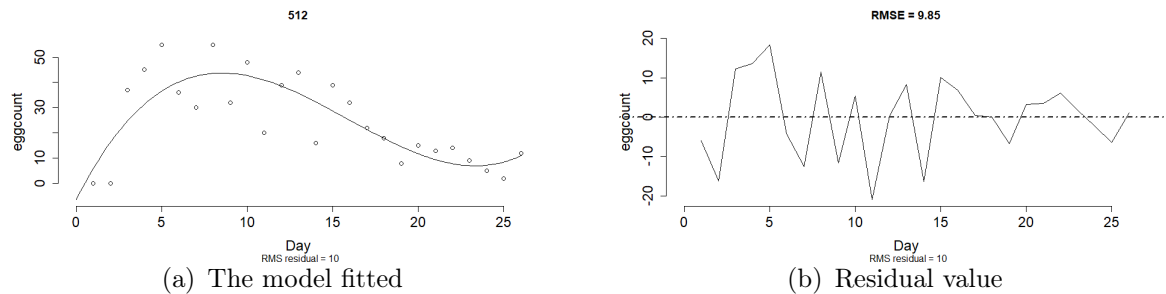 512
eggcount
50
30
10
0
0
5
10
15
20
25
Day
RMS residual = 10
(a) The model fitted
RMSE = 9.85
eggcount
20
10
0
-10
-20
0
5
10
15
20
25
Day
RMS residual = 10
(b) Residual value